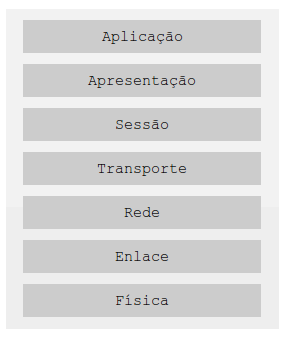 Aplicação
Apresentação
Sessão
Transporte
Rede
Enlace
Física